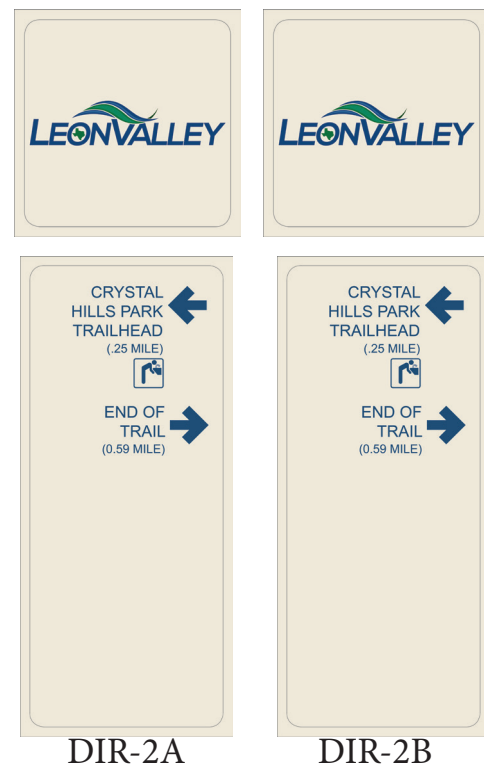 LEONVALLEY
LEONVALLEY
CRYSTAL
HILLS PARK
TRAILHEAD
(.25 MILE)
END OF
TRAIL
(0.59 MILE)
CRYSTAL
HILLS PARK
TRAILHEAD
(.25 MILE)
END OF
TRAIL
(0.59 MILE)
DIR-2A
DIR-2B